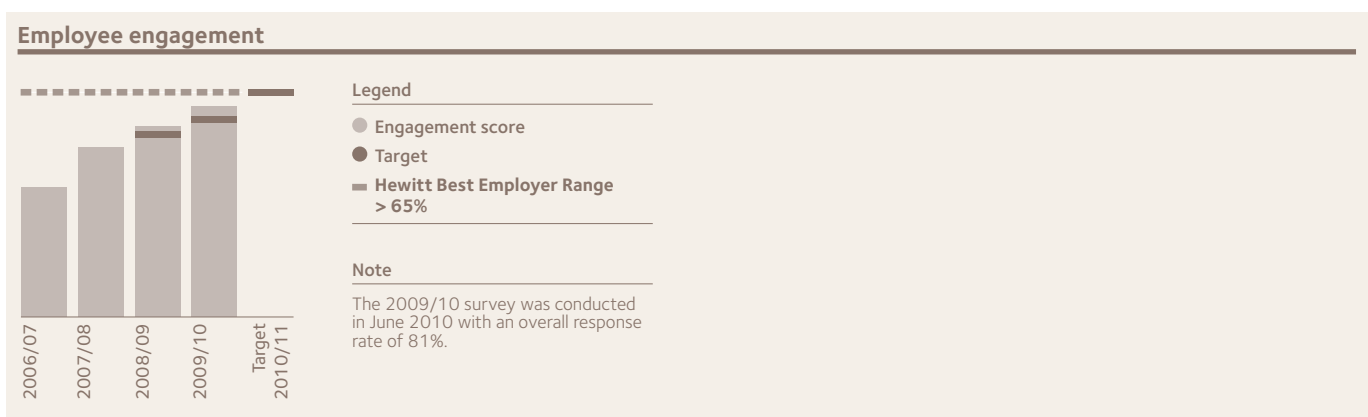 Employee engagement
2006/07
2007/08
2008/09
2009/10
Target
2010/11
Legend
Engagement score
Target
Hewitt Best Employer Range
> 65%
Note
The 2009/10 survey was conducted
in June 2010 with an overall response
rate of 81%.